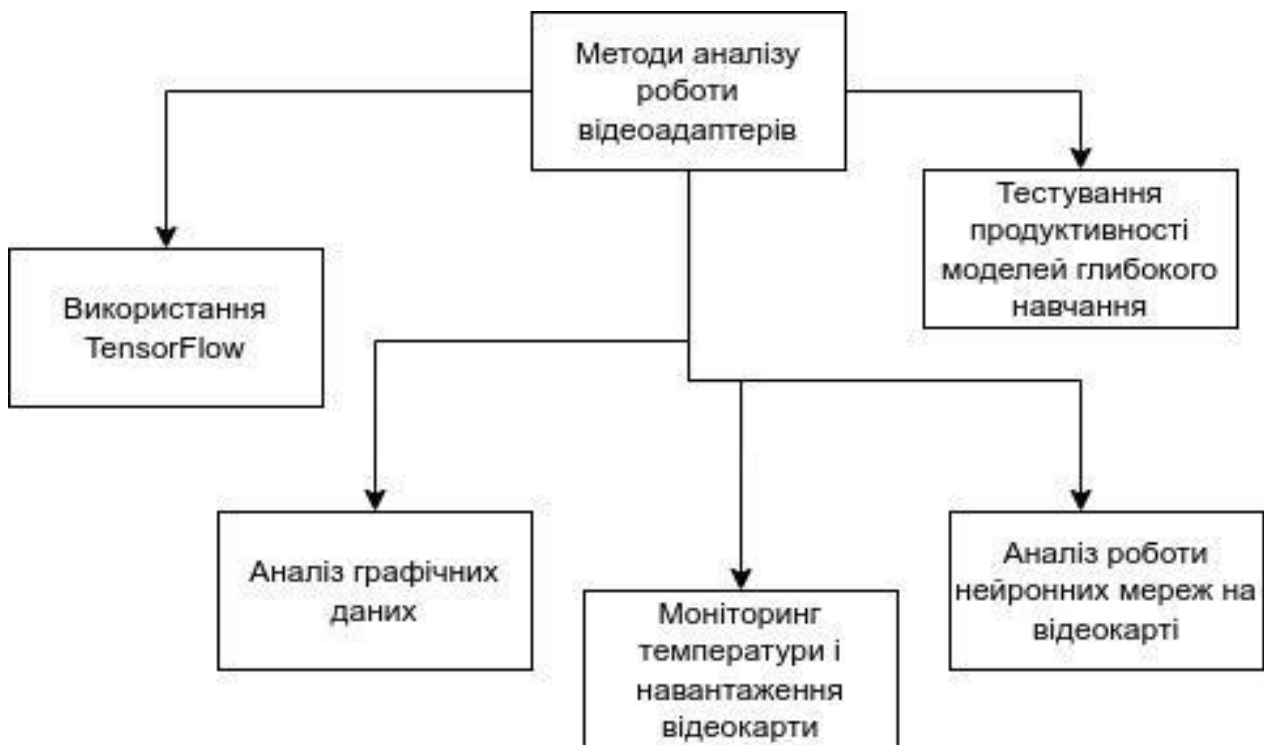 Методи аналізу
роботи
відеоадаптерів
Тестування
продуктивності
моделей глибокого
навчання
Використання
TensorFlow
Аналіз графічних
даних
Моніторинг
температури і
навантаження
відеокарти
Аналіз роботи
нейронних мереж на
відеокарті